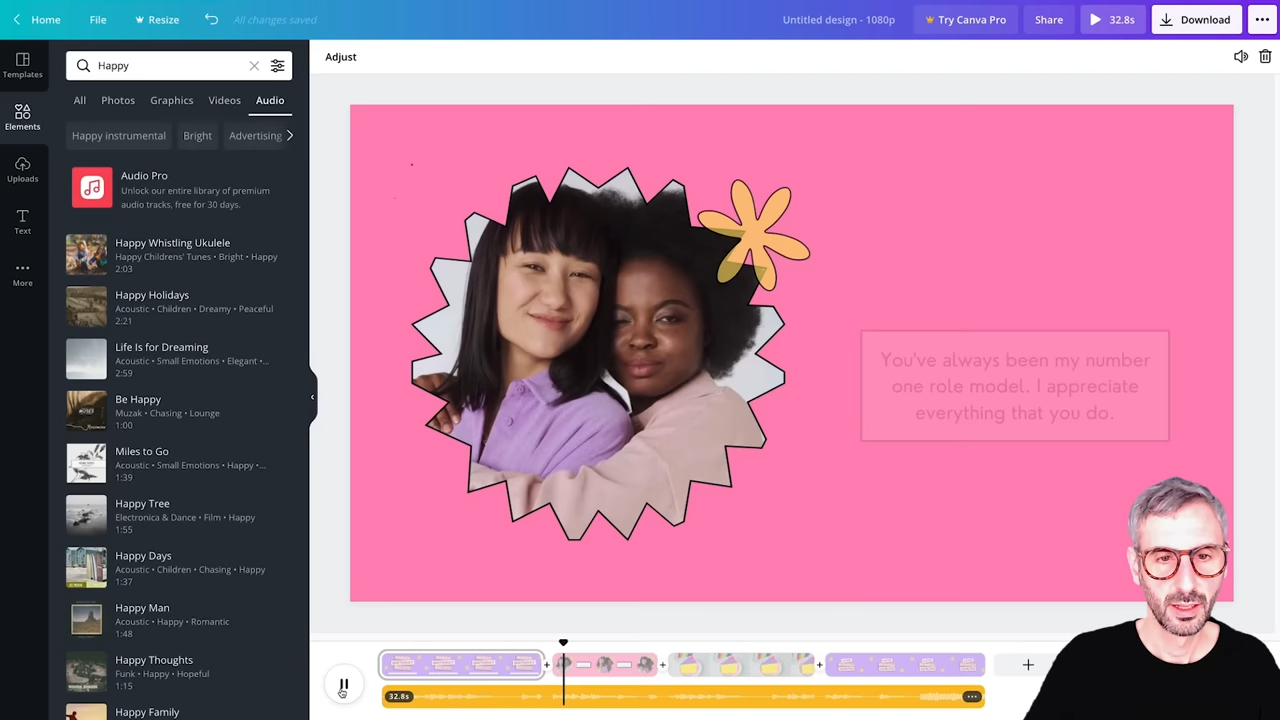 Home File Resize All changes saved Untitled design - 1080p Try Canva Pro Share 32.8s Download
Templates
Elements
Uploads
Text
More
Happy
All Photos Graphics Videos Audio
Happy instrumental Bright Advertising
Audio Pro
Unlock our entire library of premium
audio tracks, free for 30 days.
Happy Whistling Ukulele
Happy Childrens' Tunes • Bright • Happy
2:03
Happy Holidays
Acoustic • Children • Dreamy • Peaceful
2:21
Life Is for Dreaming
Acoustic • Small Emotions • Elegant •...
2:59
Be Happy
Muzak • Chasing • Lounge
1:00
Miles to Go
Acoustic • Small Emotions • Happy •...
1:39
Happy Tree
Electronica & Dance • Film • Happy
1:55
Happy Days
Acoustic • Children • Chasing • Happy
1:37
Happy Man
Acoustic • Happy • Romantic
1:48
Happy Thoughts
Funk • Happy • Hopeful
1:15
Happy Family
Adjust
You've always been my number
one role model. I appreciate
everything that you do.
32.8s